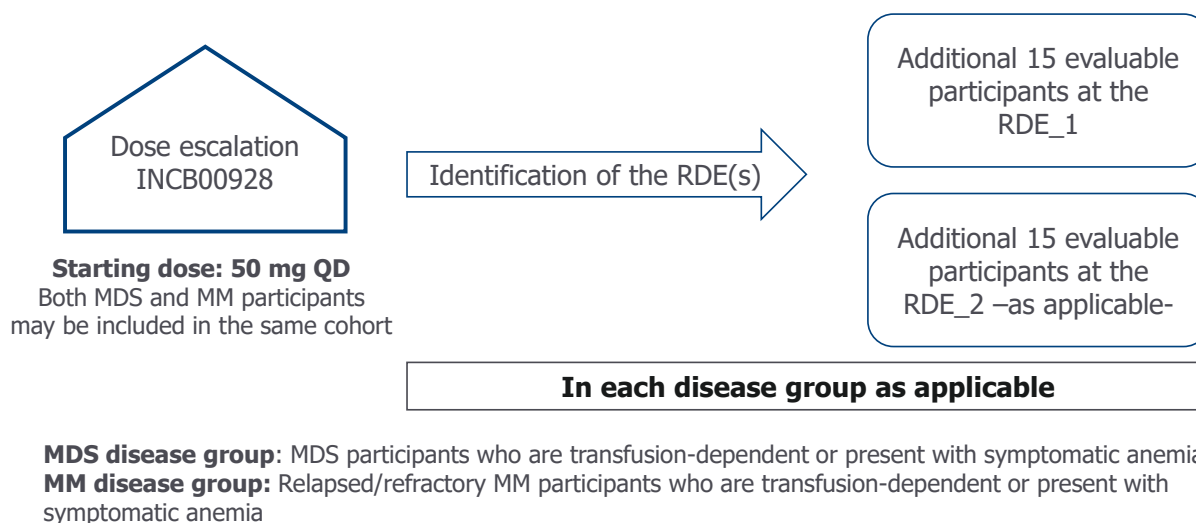 Dose escalation
INCB00928
Starting dose: 50 mg QD
Both MDS and MM participants
may be included in the same cohort
Identification of the RDE(s)
Additional 15 evaluable
participants at the
RDE_1
Additional 15 evaluable
participants at the
RDE_2 –as applicable-
In each disease group as applicable
MDS disease group: MDS participants who are transfusion-dependent or present with symptomatic anemia
MM disease group: Relapsed/refractory MM participants who are transfusion-dependent or present with
symptomatic anemia